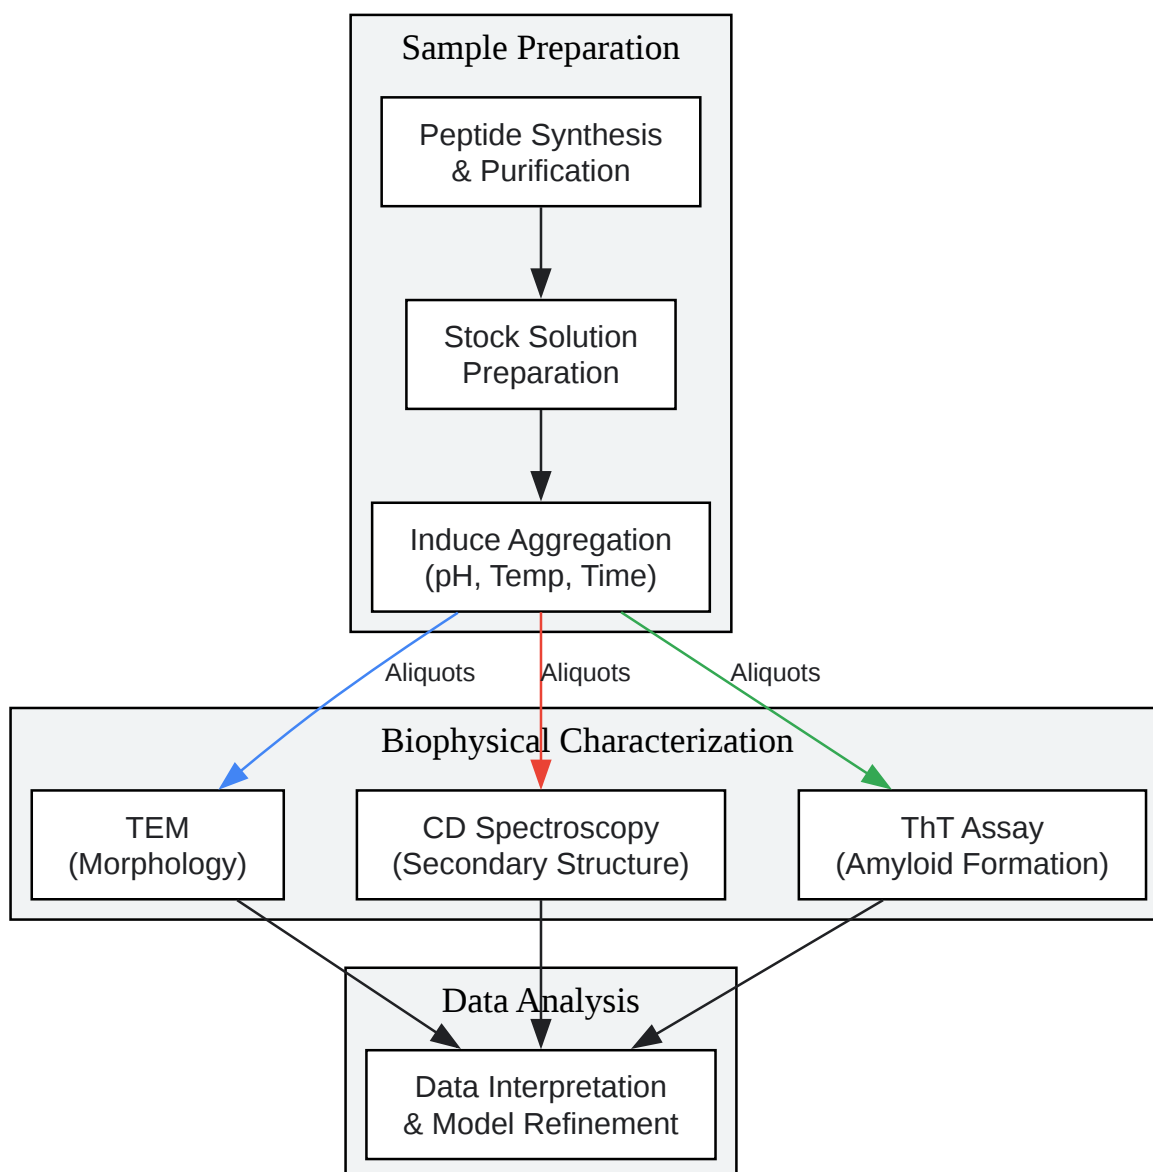 Sample Preparation
Peptide Synthesis
& Purification
Stock Solution
Preparation
Induce Aggregation
(pH, Temp, Time)
Aliquots
Aliquots
Aliquots
Biophysical Characterization
TEM
(Morphology)
CD Spectroscopy
(Secondary Structure)
ThT Assay
(Amyloid Formation)
Data Analysis
Data Interpretation
& Model Refinement